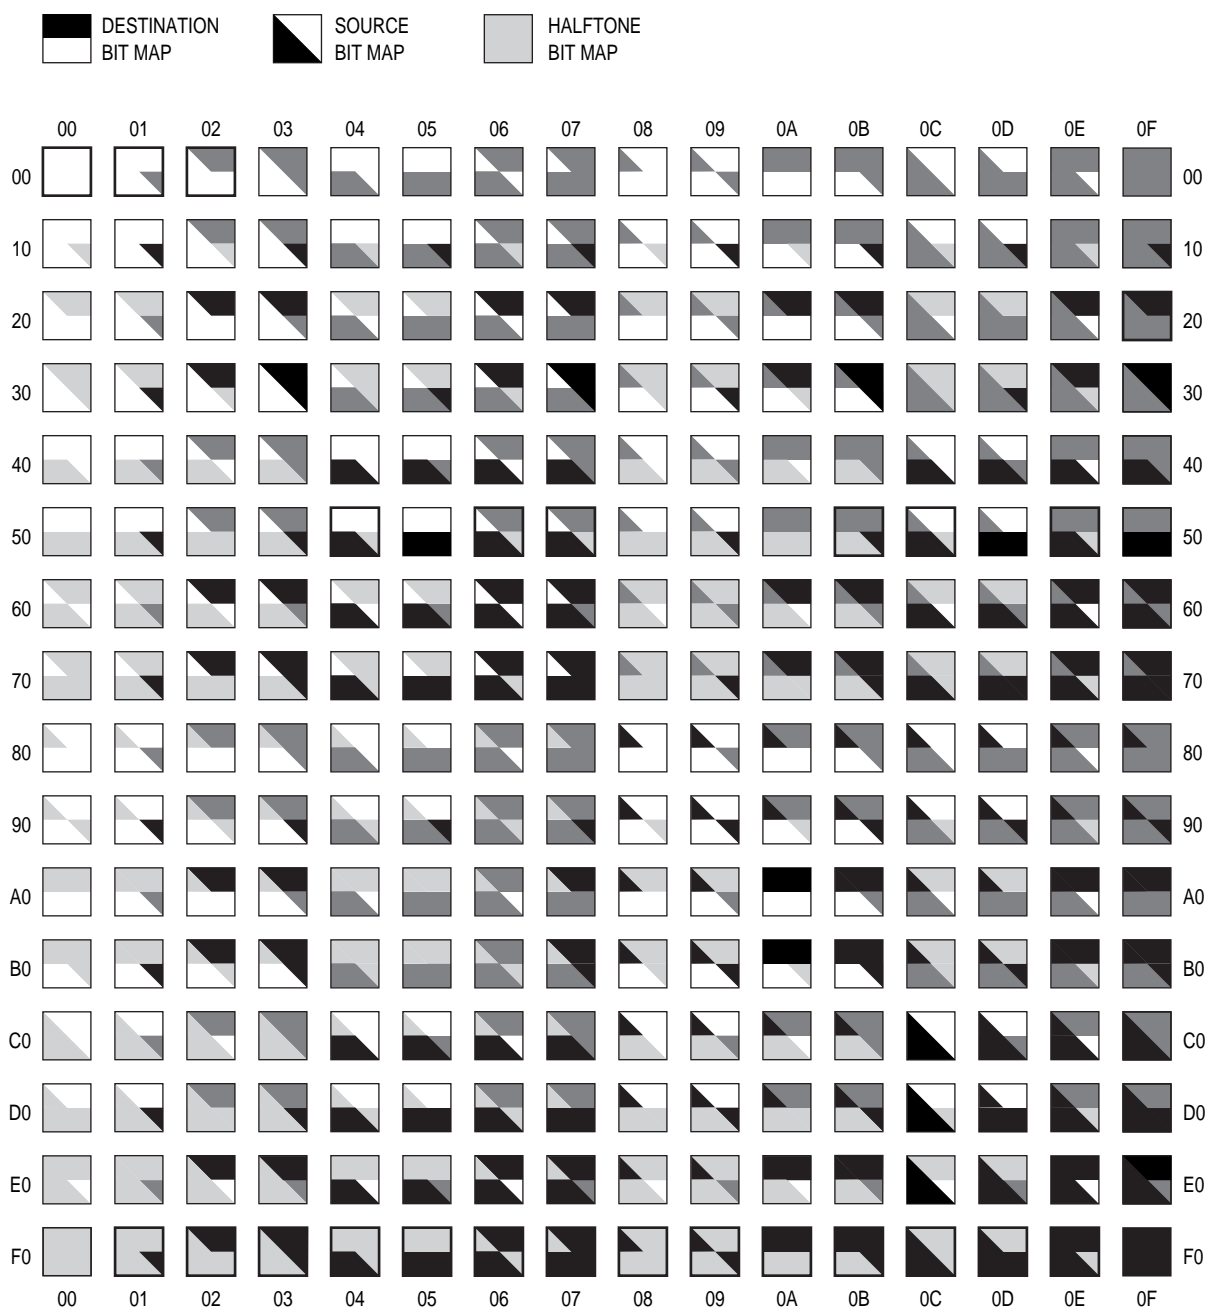 DESTINATION
BIT MAP
SOURCE
BIT MAP
HALFTONE
BIT MAP
00 01 02 03 04 05 06 07 08 09 0A 0B 0C 0D 0E 0F
00 00
10 10
20 20
30 30
40 40
50 50
60 60
70 70
80 80
90 90
A0 A0
B0 B0
C0 C0
D0 D0
E0 E0
F0 F0
00 01 02 03 04 05 06 07 08 09 0A 0B 0C 0D 0E 0F